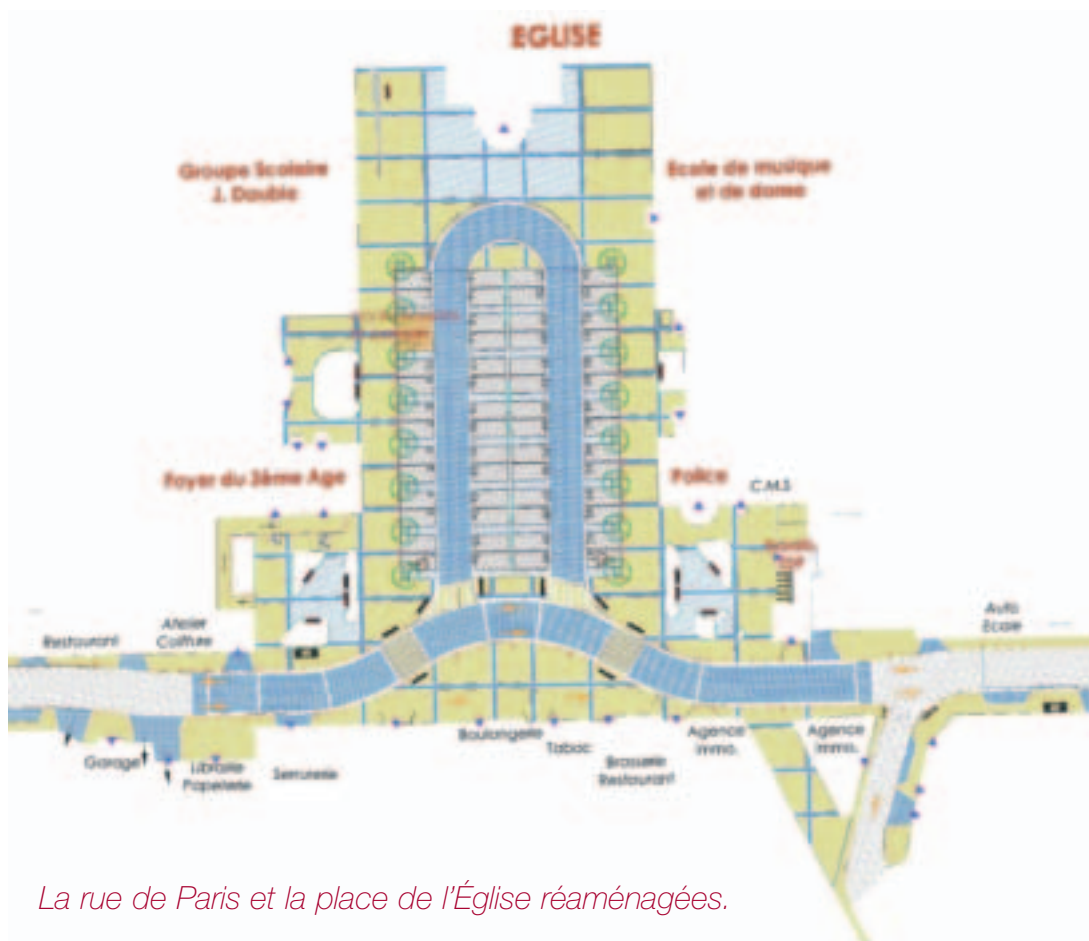 EGLISE
Groupe Scolaire
J. Daubie
Ecole de musique
et de danse
Foyer du 3ème Age
Police
C.M.S
Restaurant
Atelier
Coiffure
Auto
Ecole
Garage
Librairie
Papeterie
Serrurerie
Boulangerie
Tabac
Brasserie
Restaurant
Agence
immo.
Agence
immo.
La rue de Paris et la place de l'Église réaménagées.